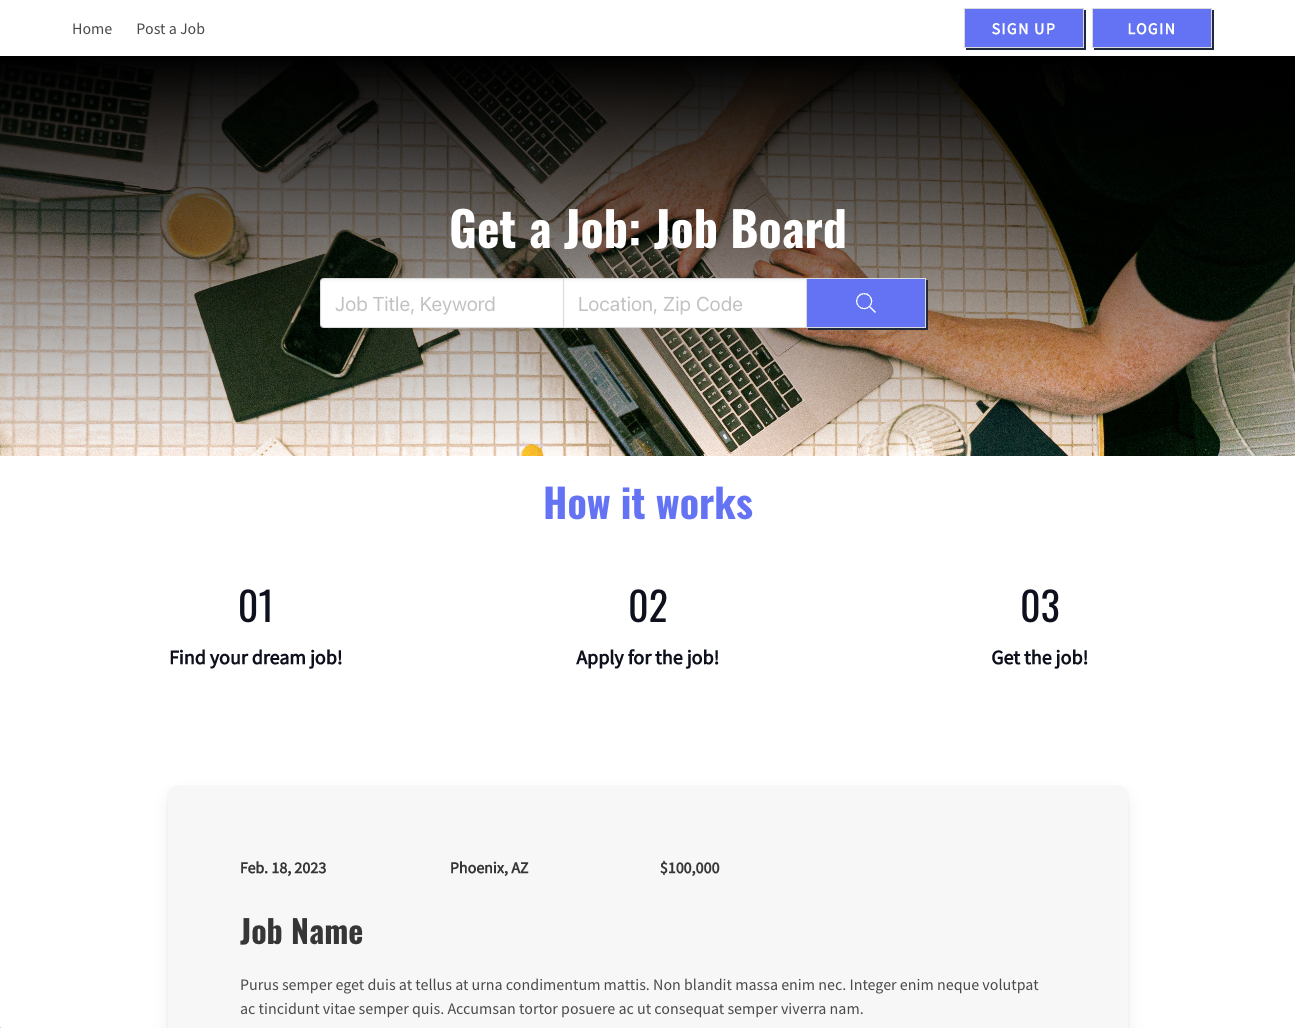 Home Post a Job SIGN UP LOGIN
Get a Job: Job Board
Job Title, Keyword Location, Zip Code
How it works
01 02 03
Find your dream job! Apply for the job! Get the job!
Feb. 18, 2023 Phoenix, AZ $100,000
Job Name
Purus semper eget duis at tellus at urna condimentum mattis. Non blandit massa enim nec. Integer enim neque volutpat
ac tincidunt vitae semper quis. Accumsan tortor posuere ac ut consequat semper viverra nam.